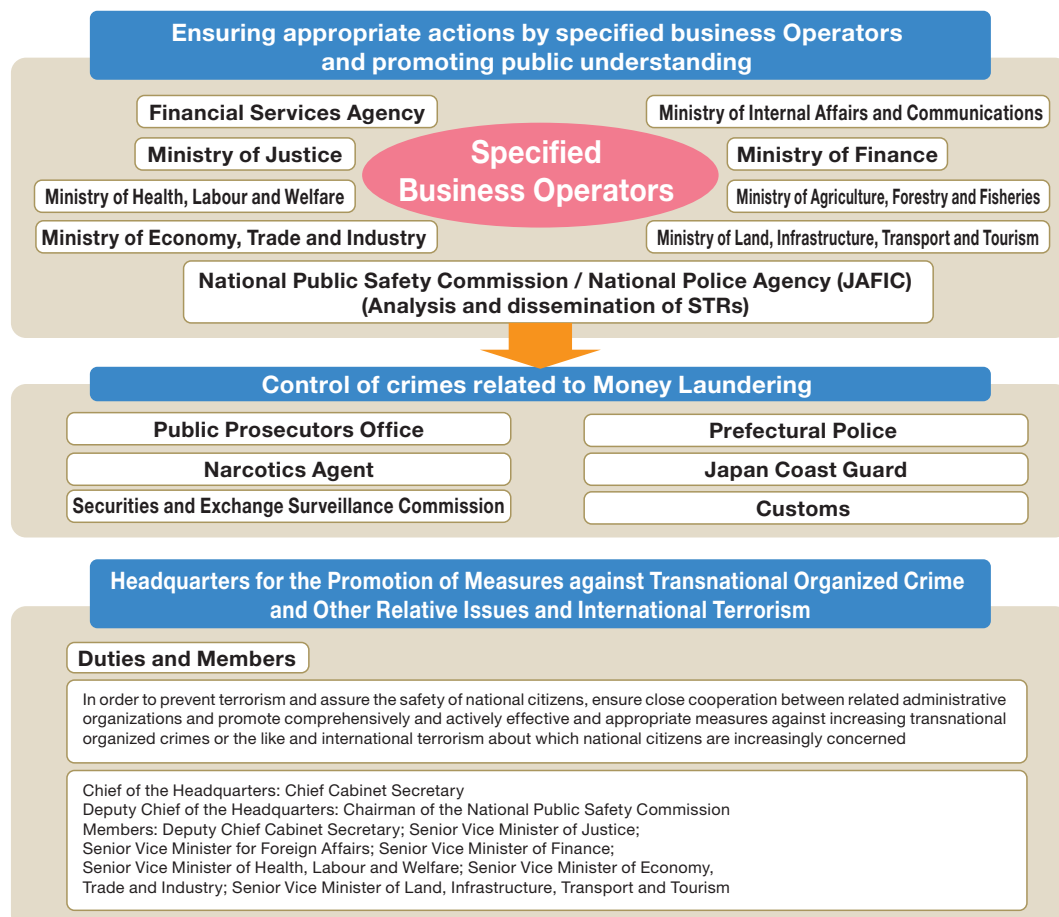 Ensuring appropriate actions by specified business Operators
and promoting public understanding
Financial Services Agency
Ministry of Internal Affairs and Communications
Ministry of Justice
Specified
Business Operators
Ministry of Finance
Ministry of Health, Labour and Welfare
Ministry of Agriculture, Forestry and Fisheries
Ministry of Economy, Trade and Industry
Ministry of Land, Infrastructure, Transport and Tourism
National Public Safety Commission / National Police Agency (JAFIC)
(Analysis and dissemination of STRs)
Control of crimes related to Money Laundering
Public Prosecutors Office
Prefectural Police
Narcotics Agent
Japan Coast Guard
Securities and Exchange Surveillance Commission
Customs
Headquarters for the Promotion of Measures against Transnational Organized Crime
and Other Relative Issues and International Terrorism
Duties and Members
In order to prevent terrorism and assure the safety of national citizens, ensure close cooperation between related administrative
organizations and promote comprehensively and actively effective and appropriate measures against increasing transnational
organized crimes or the like and international terrorism about which national citizens are increasingly concerned
Chief of the Headquarters: Chief Cabinet Secretary
Deputy Chief of the Headquarters: Chairman of the National Public Safety Commission
Members: Deputy Chief Cabinet Secretary; Senior Vice Minister of Justice;
Senior Vice Minister for Foreign Affairs; Senior Vice Minister of Finance;
Senior Vice Minister of Health, Labour and Welfare; Senior Vice Minister of Economy,
Trade and Industry; Senior Vice Minister of Land, Infrastructure, Transport and Tourism